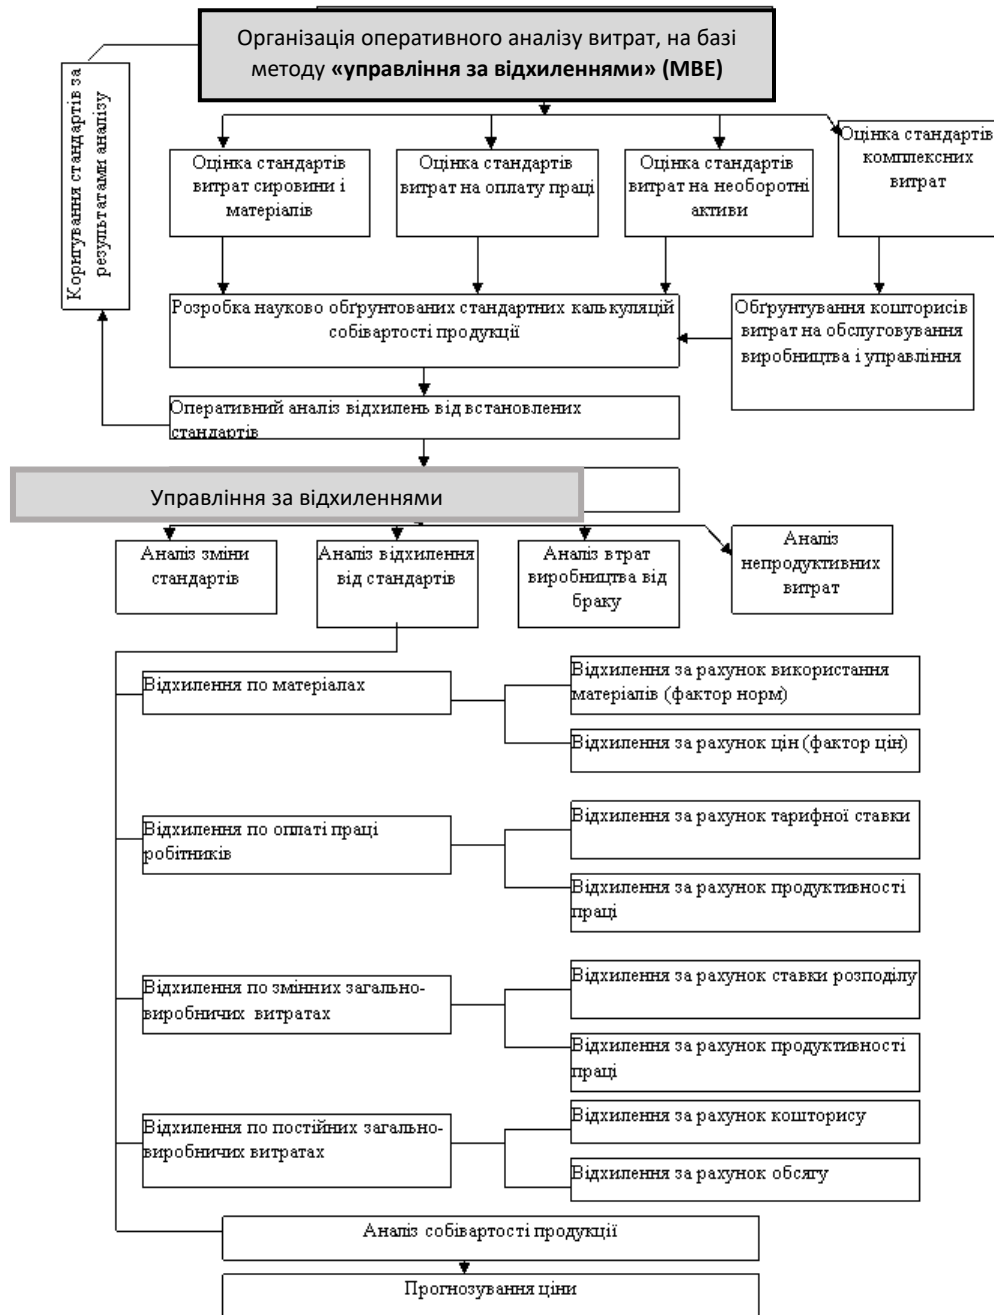 Організація оперативного аналізу витрат, на базі
методу «управління за відхиленнями» (МВЕ)
Коригування стандартів за
результатами аналізу
Оцінка стандартів
витрат сировини і
матеріалів
Оцінка стандартів
витрат на оплату праці
Оцінка стандартів
витрат на необоротні
активи
Оцінка стандартів
комплексних
витрат
Розробка науково обґрунтованих стандартних калькуляцій
собівартості продукції
Обґрунтування кошторисів
витрат на обслуговування
виробництва і управління
Оперативний аналіз відхилень від встановлених
стандартів
Управління за відхиленнями
Аналіз зміни
стандартів
Аналіз відхилення
від стандартів
Аналіз втрат
виробництва від
браку
Аналіз
непродуктивних
витрат
Відхилення по матеріалах
Відхилення за рахунок використання
матеріалів (фактор норм)
Відхилення за рахунок цін (фактор цін)
Відхилення по оплаті праці
робітників
Відхилення за рахунок тарифної ставки
Відхилення за рахунок продуктивності
праці
Відхилення по змінних загально-
виробничих витратах
Відхилення за рахунок ставки розподілу
Відхилення за рахунок продуктивності
праці
Відхилення по постійних загально-
виробничих витратах
Відхилення за рахунок кошторису
Відхилення за рахунок обсягу
Аналіз собівартості продукції
Прогнозування ціни